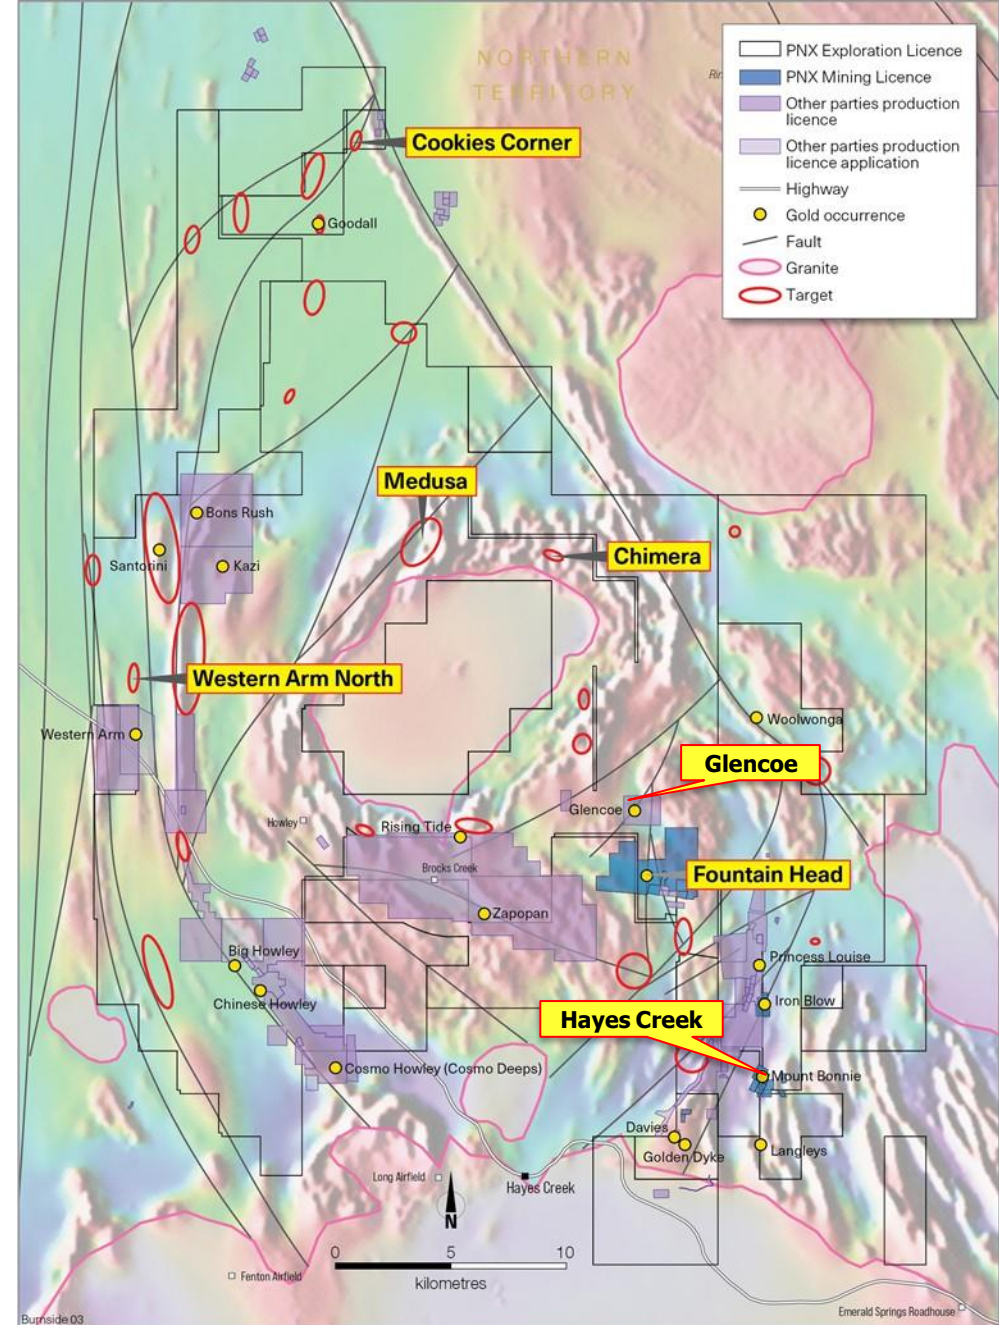 NORTHERN
TERRITORY
PNX Exploration Licence
PNX Mining Licence
Other parties production
licence
Other parties production
licence application
Highway
Gold occurrence
Fault
Granite
Target
Cookies Corner
Goodall
Medusa
Bons Rush
Chimera
Santorini
Kazi
Western Arm North
Woolwonga
Western Arm
Glencoe
Glencoe
Howley
Rising Tide
Brocks Creek
Fountain Head
Zapopan
Big Howley
Princess Louise
Chinese Howley
Iron Blow
Hayes Creek
Cosmo Howley (Cosmo Deeps)
Mount Bonnie
Davies
Golden Dyke
Langleys
Long Airfield
Hayes Creek
N
0 5 10
kilometres
Fenton Airfield
Emerald Springs Roadhouse
Burnside 03